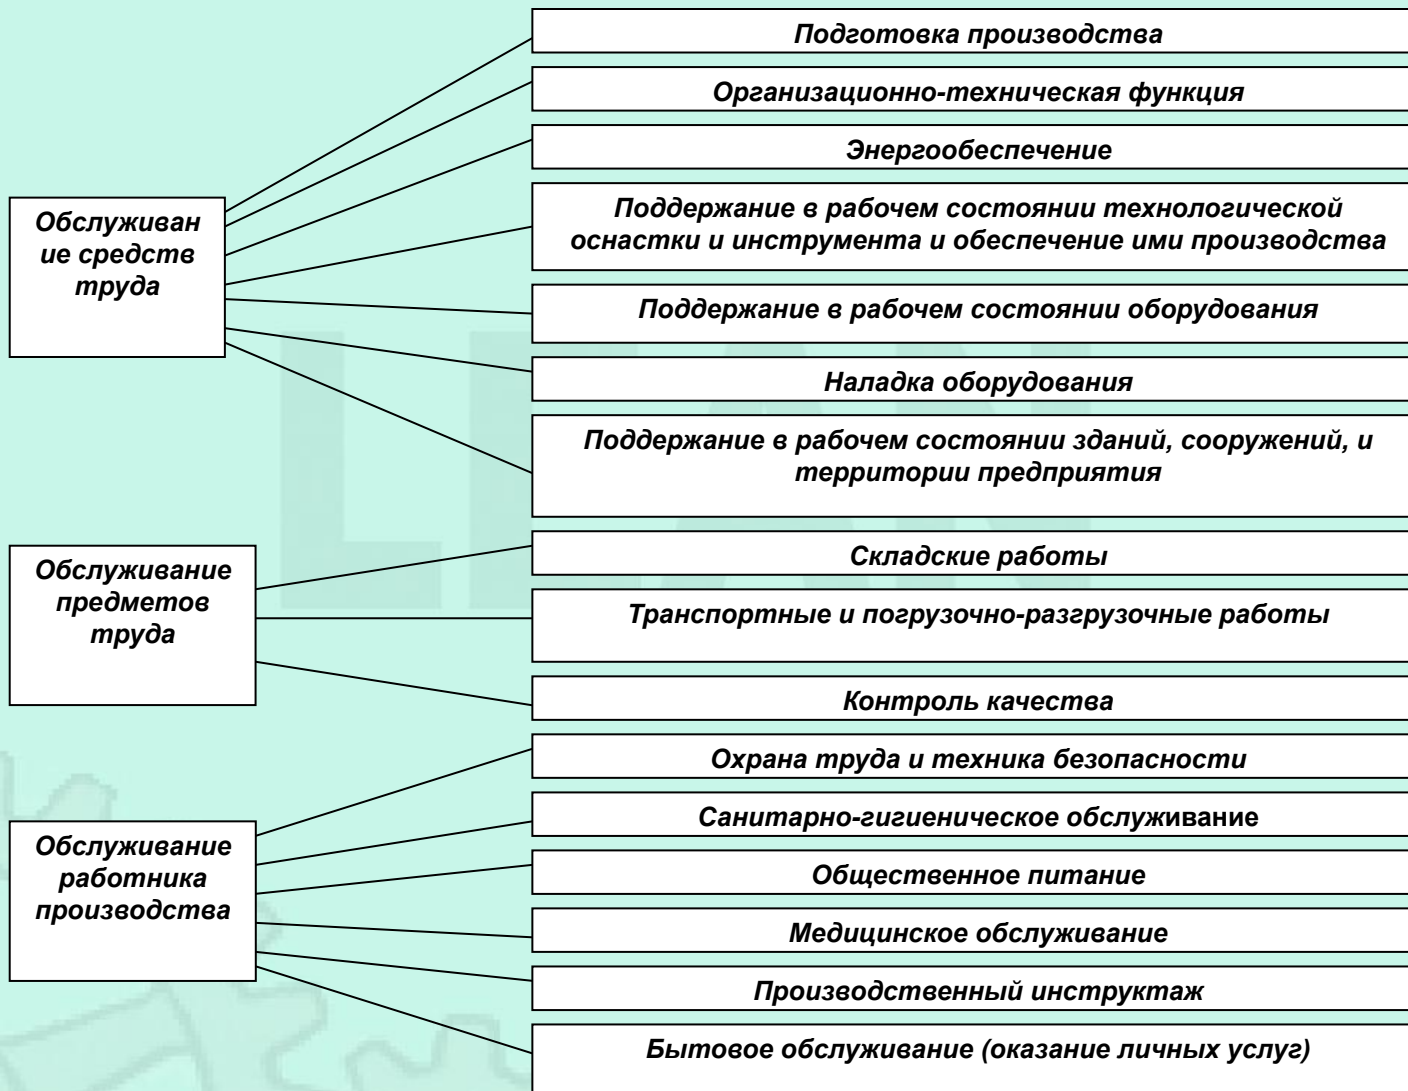 Подготовка производства
Организационно-техническая функция
Энергообеспечение
Обслуживан
ие средств
труда
Поддержание в рабочем состоянии технологической
оснастки и инструмента и обеспечение ими производства
Поддержание в рабочем состоянии оборудования
Наладка оборудования
Поддержание в рабочем состоянии зданий, сооружений, и
территории предприятия
Обслуживание
предметов
труда
Складские работы
Транспортные и погрузочно-разгрузочные работы
Контроль качества
Обслуживание
работника
производства
Охрана труда и техника безопасности
Санитарно-гигиеническое обслуживание
Общественное питание
Медицинское обслуживание
Производственный инструктаж
Бытовое обслуживание (оказание личных услуг)
LEAN